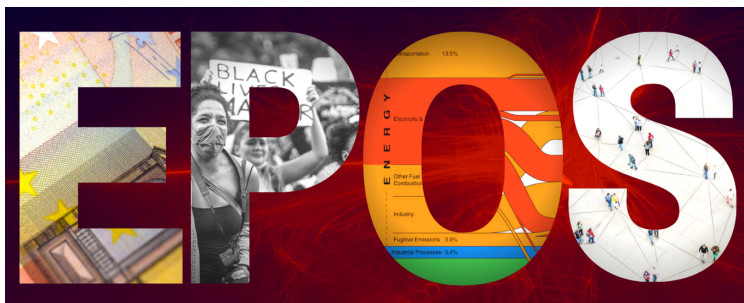 EPOS
BLACK
LIVES
MATTER
Transportation 13.5%
ENERGY
Electricity &
Other Fuel
Combustion
Industry
Fugitive Emissions 3.9%
Industrial Processes 3.4%